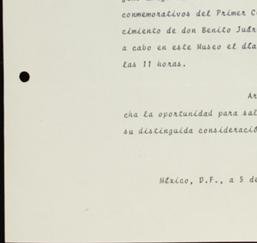 conmemorativos del Primer C
cimiento de don Benito Juár
a cabo en este Museo el día
las 11 horas.
Ar
cha la oportunidad para sal
su distinguida consideració
México, D.F., a 5 de